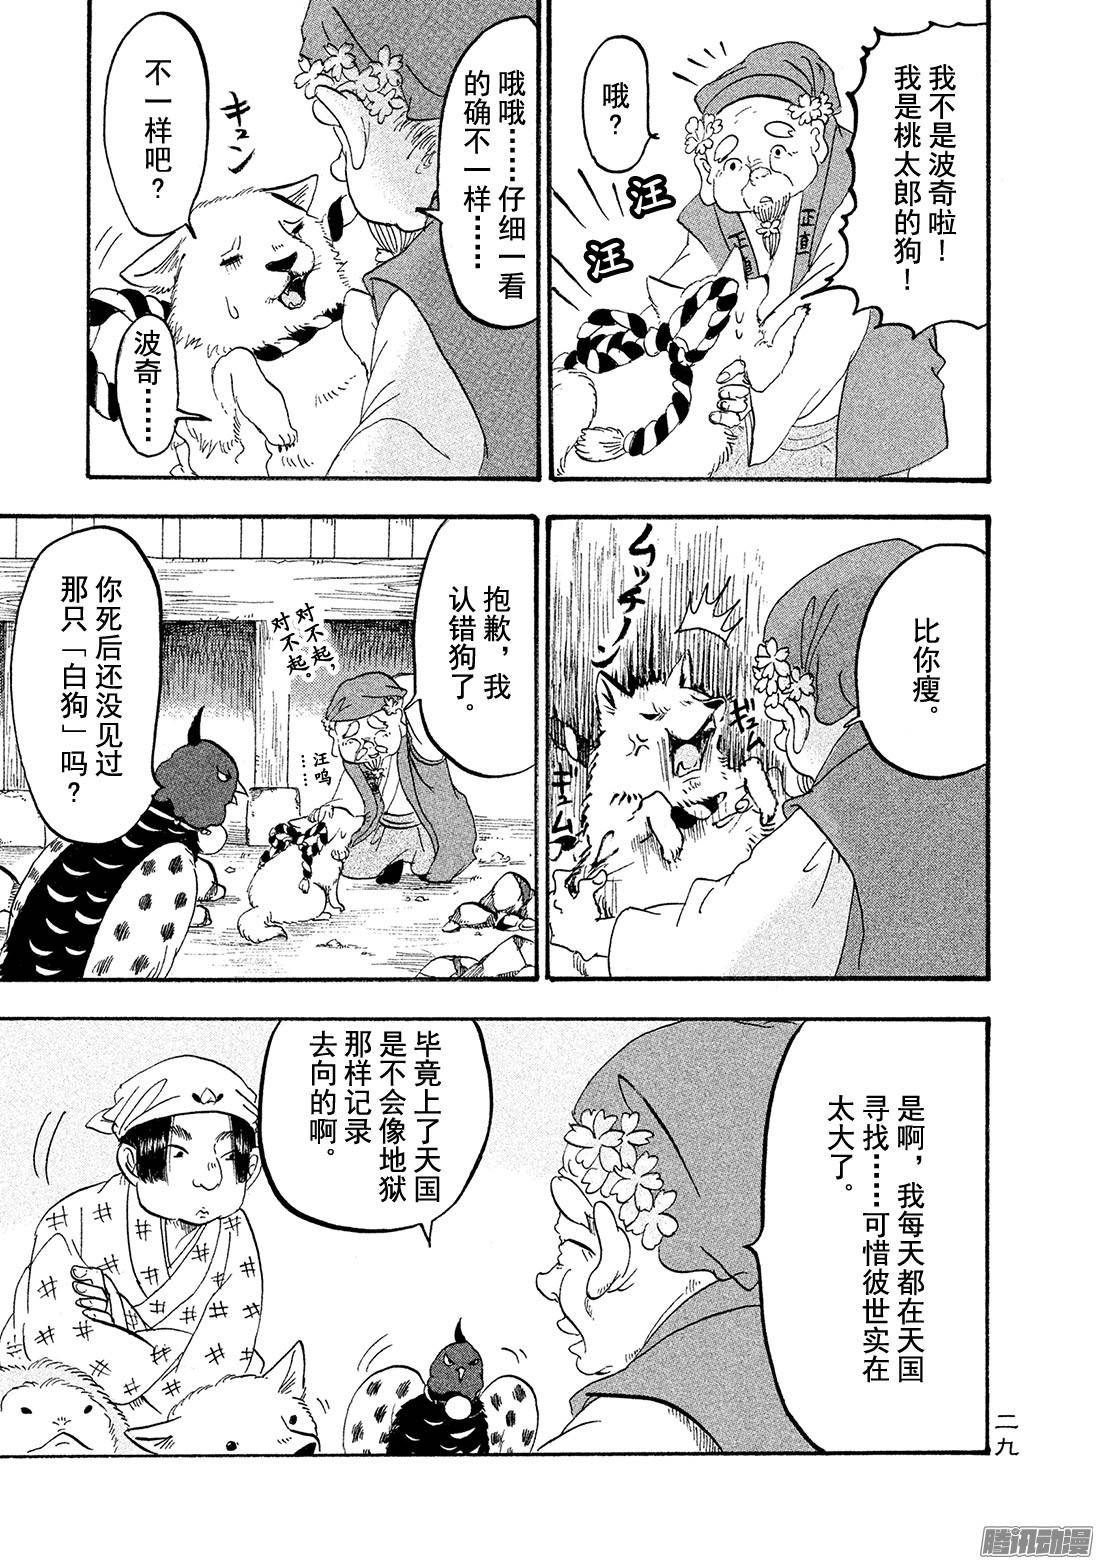 我不是波奇啦！
我是桃太郎的狗！
哦？
汪
汪
正直
正直
哦哦……仔细一看
的确不一样……
不一样吧？
キュン
波奇……
比你瘦。
ムッチーン
ギュム
ギュム
抱歉，我
认错狗了。
对不起，
对不起。
汪呜
……
你死后还没见过
那只「白狗」吗？
是啊，我每天都在天国
寻找……可惜彼世实在
太大了。
毕竟上了天国
是不会像地狱
那样记录
去向的啊。
二九
腾讯动漫